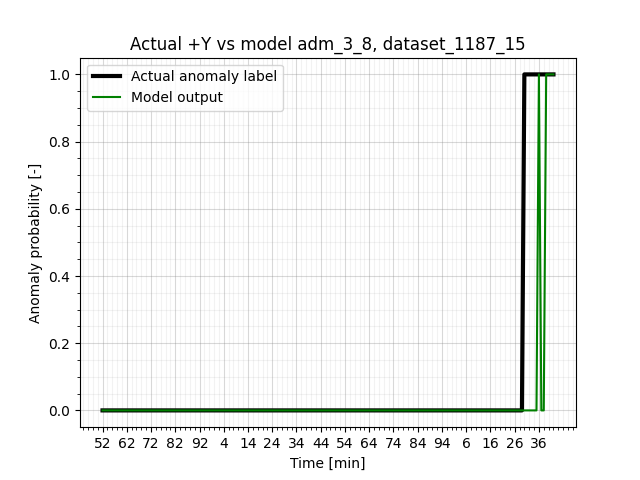 Actual +Y vs model adm_3_8, dataset_1187_15
Actual anomaly label
Model output
Anomaly probability [-]
1.0
0.8
0.6
0.4
0.2
0.0
52 62 72 82 92 4 14 24 34 44 54 64 74 84 94 6 16 26 36
Time [min]